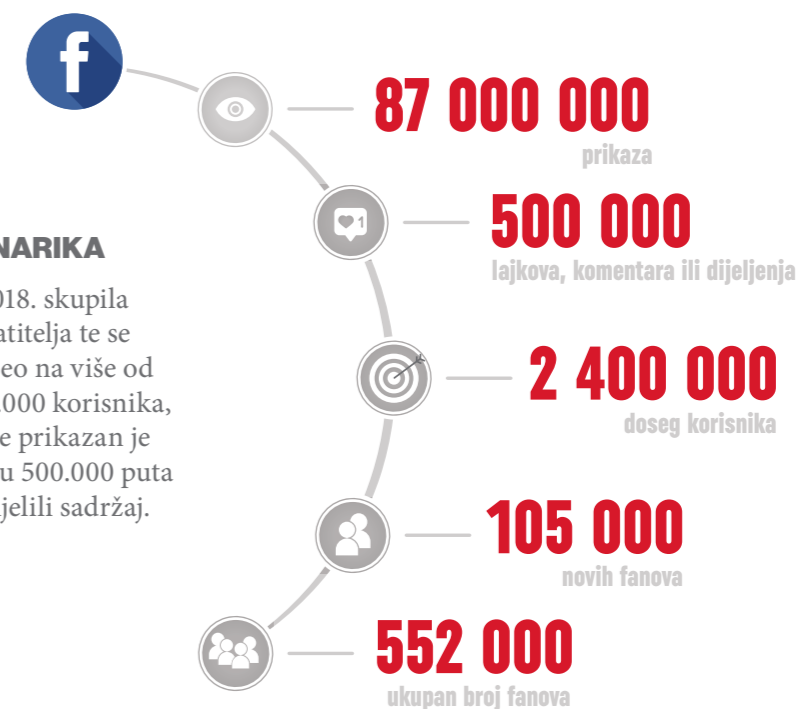 NARIKA
018. skupila
atitelja te se
eo na više od
.000 korisnika,
e prikazan je
u 500.000 puta
jelili sadržaj.
f
87 000 000
prikaza
1
500 000
lajkova, komentara ili dijeljenja
2 400 000
doseg korisnika
105 000
novih fanova
552 000
ukupan broj fanova